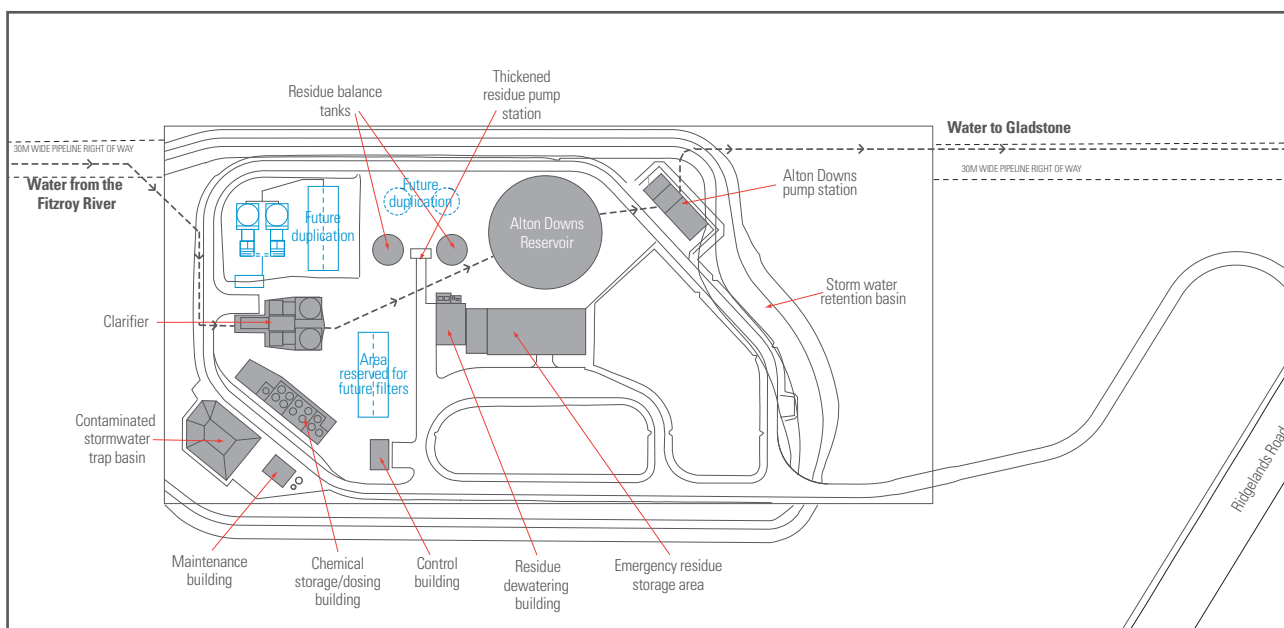 Thickened
residue pump
station
Residue balance
tanks
Water to Gladstone
30M WIDE PIPELINE RIGHT OF WAY
30M WIDE PIPELINE RIGHT OF WAY
Water from the
Fitzroy River
Alton Downs
pump station
Future
duplication
Future
duplication
Alton Downs
Reservoir
Storm water
retention basin
Clarifier
Area
reserved for
future filters
Contaminated
stormwater
trap basin
Ridgelands Road
Maintenance
building
Chemical
storage/dosing
building
Control
building
Residue
dewatering
building
Emergency residue
storage area